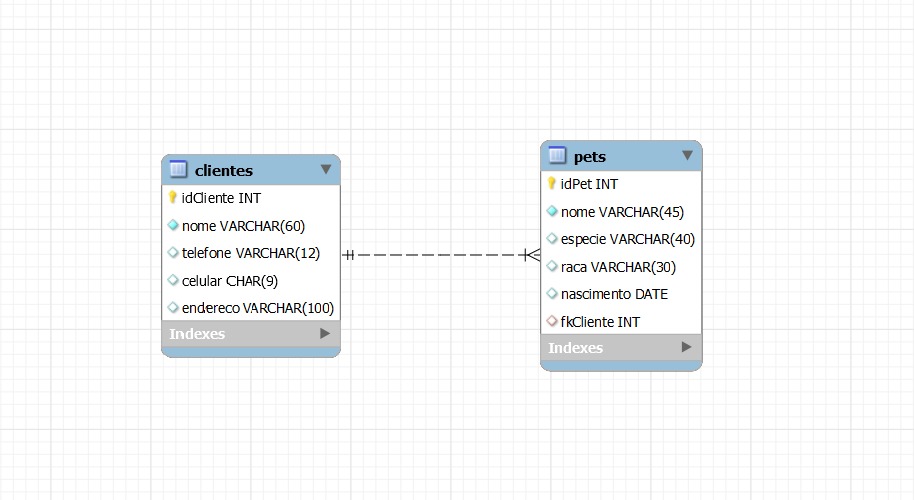 clientes
idCliente INT
nome VARCHAR(60)
telefone VARCHAR(12)
celular CHAR(9)
endereco VARCHAR(100)
Indexes
pets
idPet INT
nome VARCHAR(45)
especie VARCHAR(40)
raca VARCHAR(30)
nascimento DATE
fkCliente INT
Indexes